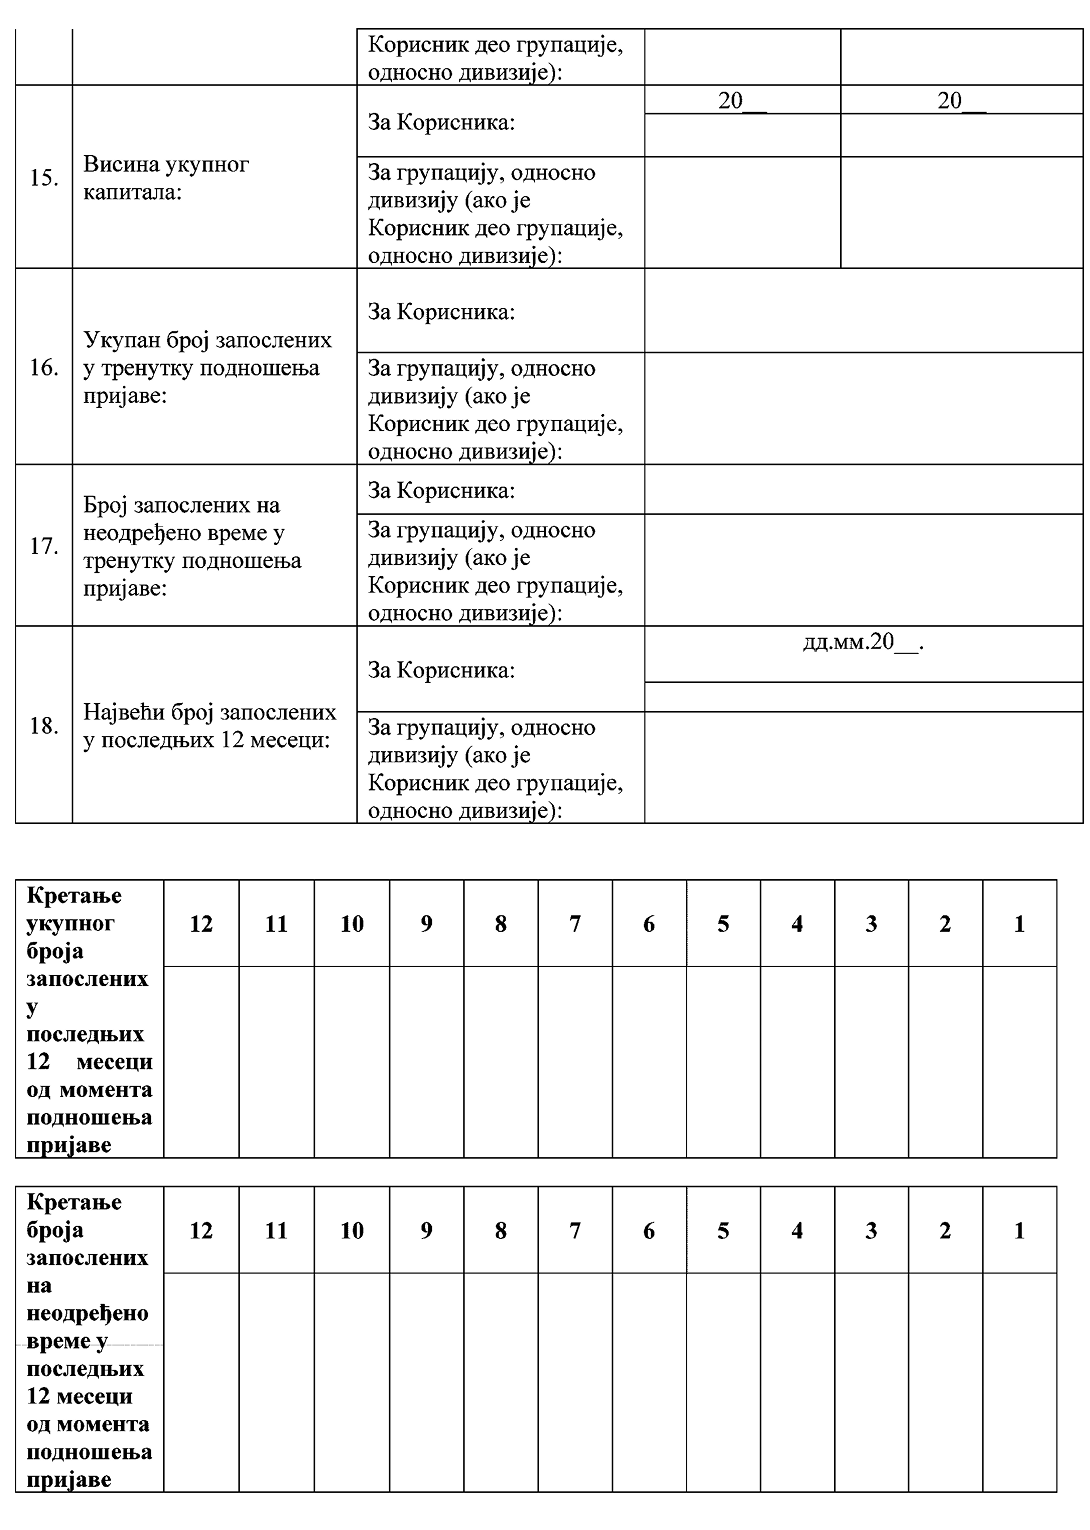 Корисник део групације,
односно дивизије):
15.
Висина укупног
капитала:
За Корисника:
20__
20__
За групацију, односно
дивизију (ако је
Корисник део групације,
односно дивизије):
16.
Укупан број запослених
у тренутку подношења
пријаве:
За Корисника:
За групацију, односно
дивизију (ако је
Корисник део групације,
односно дивизије):
17.
Број запослених на
неодређено време у
тренутку подношења
пријаве:
За Корисника:
За групацију, односно
дивизију (ако је
Корисник део групације,
односно дивизије):
18.
Највећи број запослених
у последњих 12 месеци:
За Корисника:
дд.мм.20__.
За групацију, односно
дивизију (ако је
Корисник део групације,
односно дивизије):
Кретање
укупног
броја
запослених
у
последњих
12 месеци
од момента
подношења
пријаве
12 11 10 9 8 7 6 5 4 3 2 1
Кретање
броја
запослених
на
неодређено
време у
последњих
12 месеци
од момента
подношења
пријаве
12 11 10 9 8 7 6 5 4 3 2 1